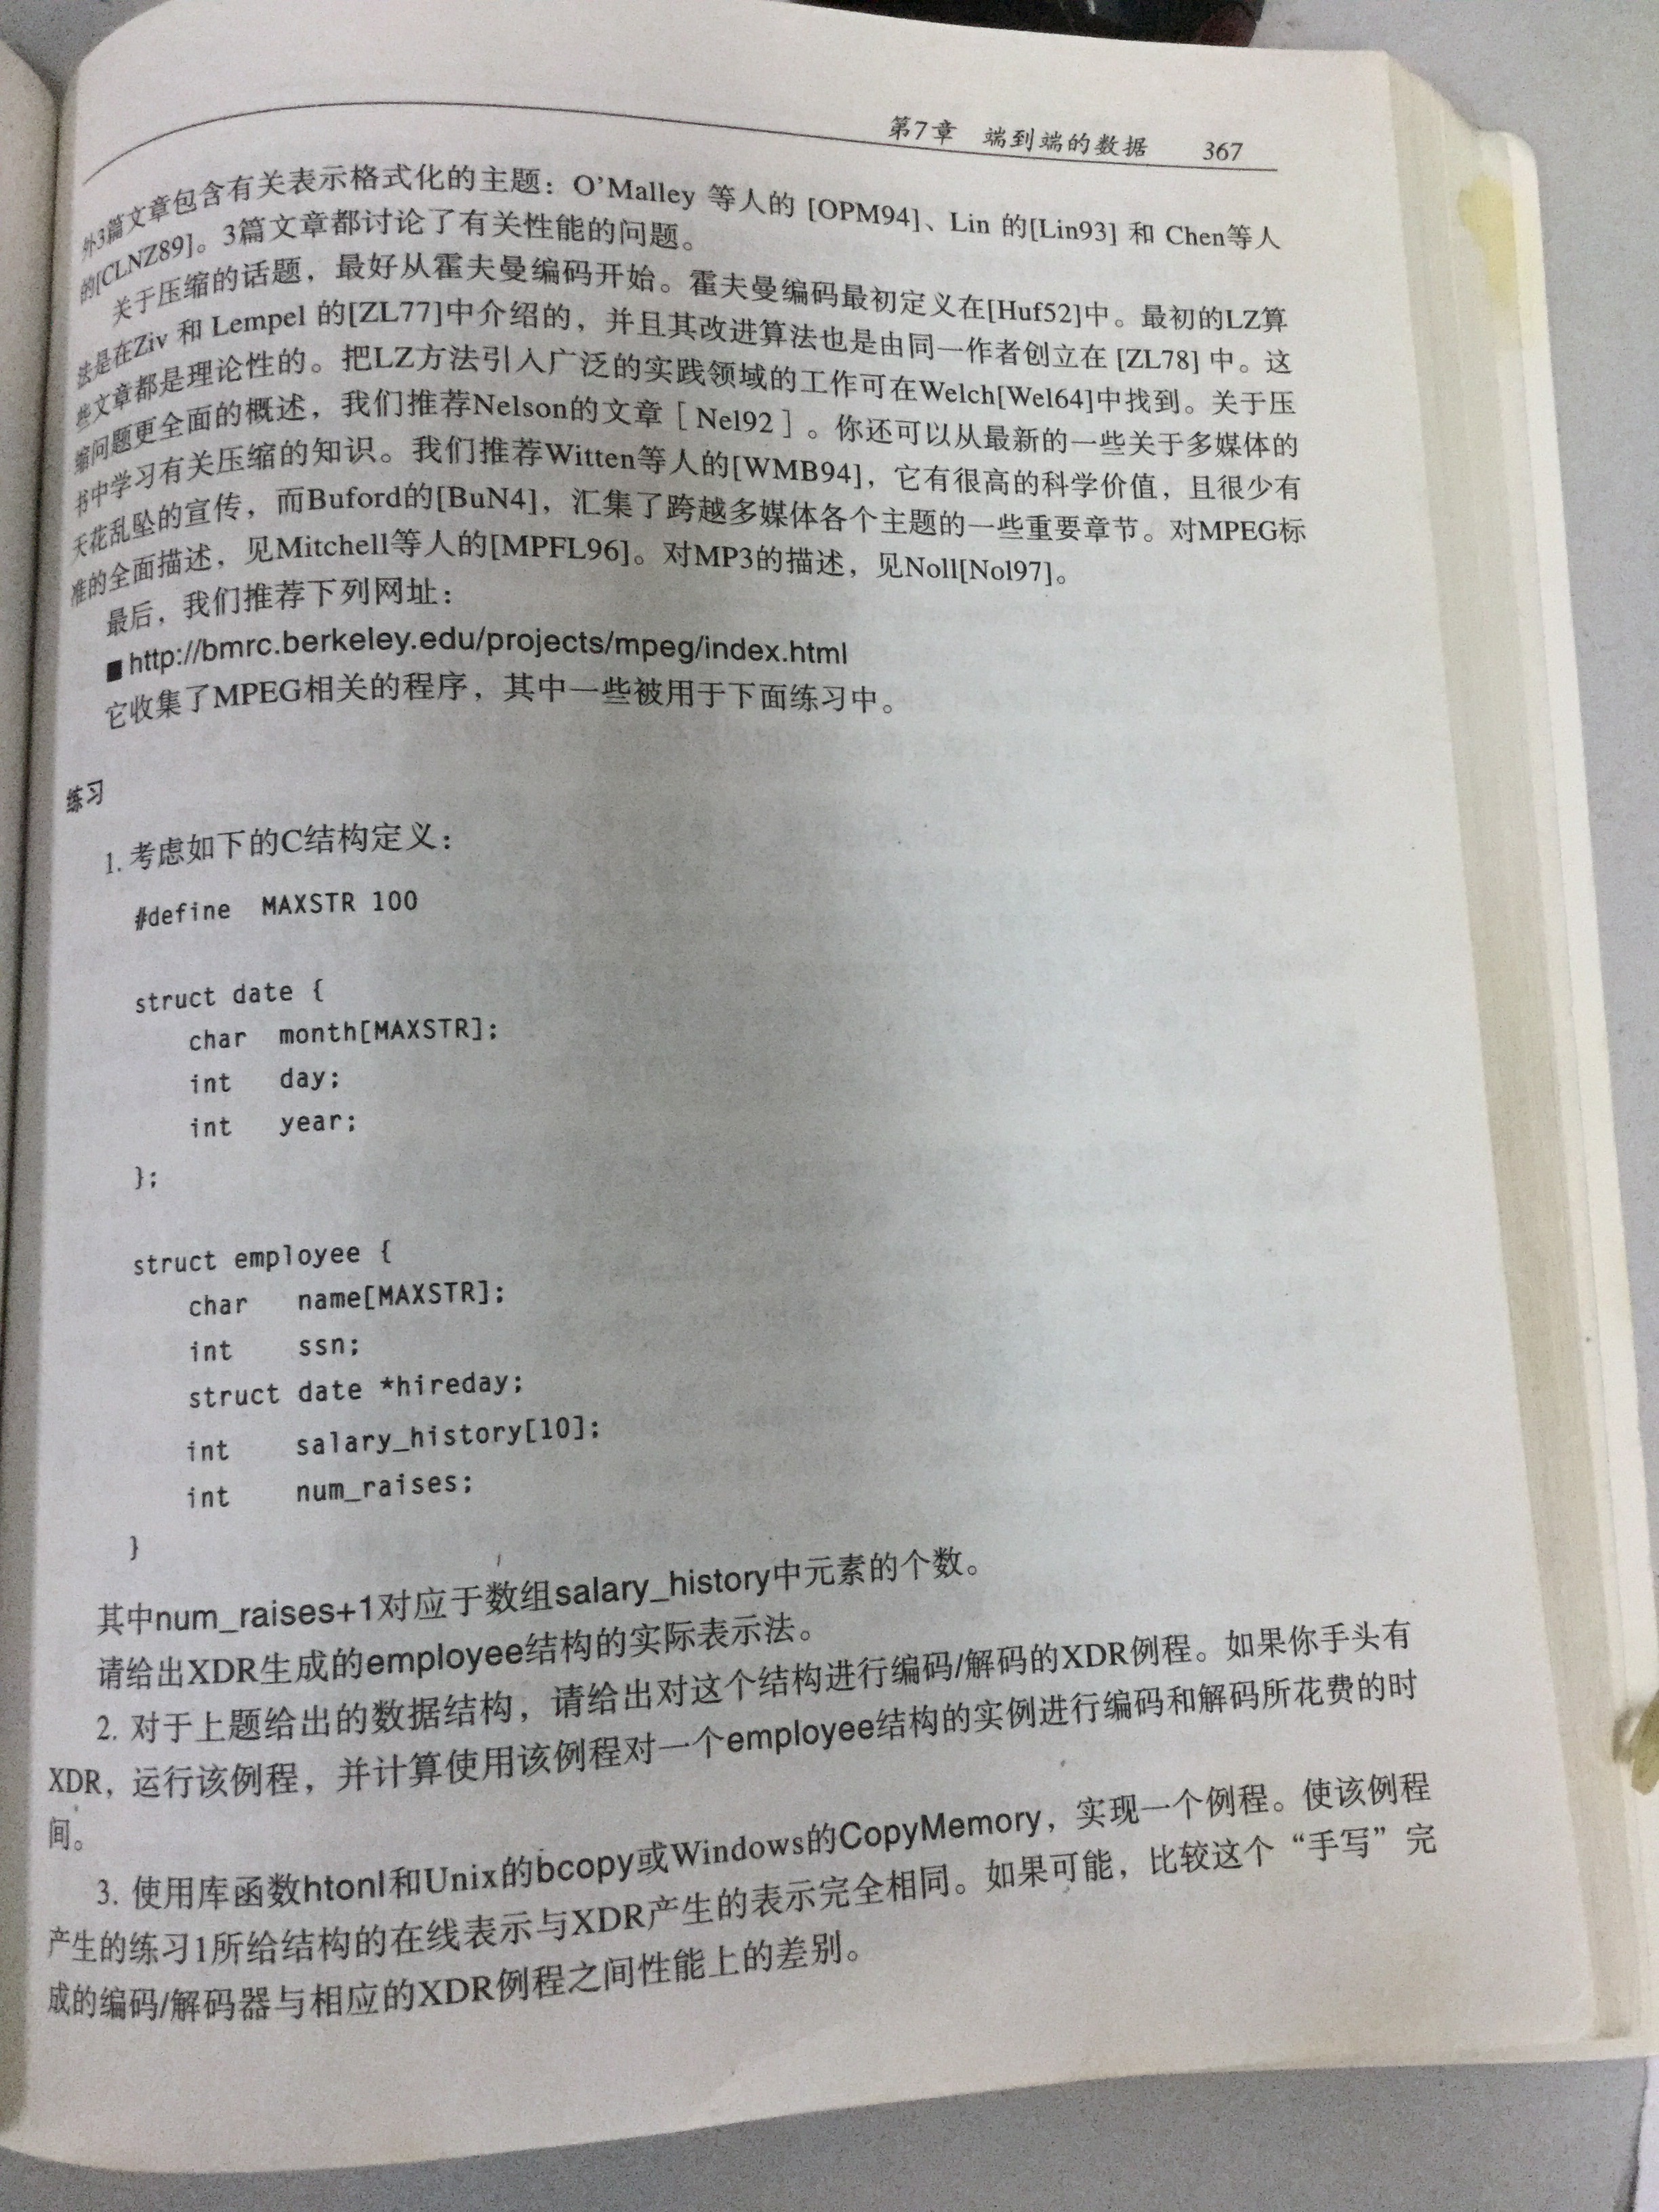 第7章 端到端的数据 367
外3篇文章包含有关表示格式化的主题：O'Malley 等人的 [OPM94]、Lin 的[Lin93] 和 Chen等人
的[CLNZ89]。3篇文章都讨论了有关性能的问题。
关于压缩的话题，最好从霍夫曼编码开始。霍夫曼编码最初定义在[Huf52]中。最初的LZ算
法是在Ziv 和 Lempel 的[ZL77]中介绍的，并且其改进算法也是由同一作者创立在 [ZL78] 中。这
些文章都是理论性的。把LZ方法引入广泛的实践领域的工作可在Welch[Wel64]中找到。关于压
缩问题更全面的概述，我们推荐Nelson的文章［Nel92］。你还可以从最新的一些关于多媒体的
书中学习有关压缩的知识。我们推荐Witten等人的[WMB94]，它有很高的科学价值，且很少有
天花乱坠的宣传，而Buford的[BuN4]，汇集了跨越多媒体各个主题的一些重要章节。对MPEG标
准的全面描述，见Mitchell等人的[MPFL96]。对MP3的描述，见Noll[Nol97]。
最后，我们推荐下列网址：
■ http://bmrc.berkeley.edu/projects/mpeg/index.html
它收集了MPEG相关的程序，其中一些被用于下面练习中。
练习
1. 考虑如下的C结构定义：
#define MAXSTR 100
struct date {
char month[MAXSTR];
int day;
int year;
};
struct employee {
char name[MAXSTR];
int ssn;
struct date *hireday;
int salary_history[10];
int num_raises;
}
其中num_raises+1对应于数组salary_history中元素的个数。
请给出XDR生成的employee结构的实际表示法。
2. 对于上题给出的数据结构，请给出对这个结构进行编码/解码的XDR例程。如果你手头有
XDR，运行该例程，并计算使用该例程对一个employee结构的实例进行编码和解码所花费的时
间。
3. 使用库函数htonl和Unix的bcopy或Windows的CopyMemory，实现一个例程。使该例程
产生的练习1所给结构的在线表示与XDR产生的表示完全相同。如果可能，比较这个“手写”完
成的编码/解码器与相应的XDR例程之间性能上的差别。